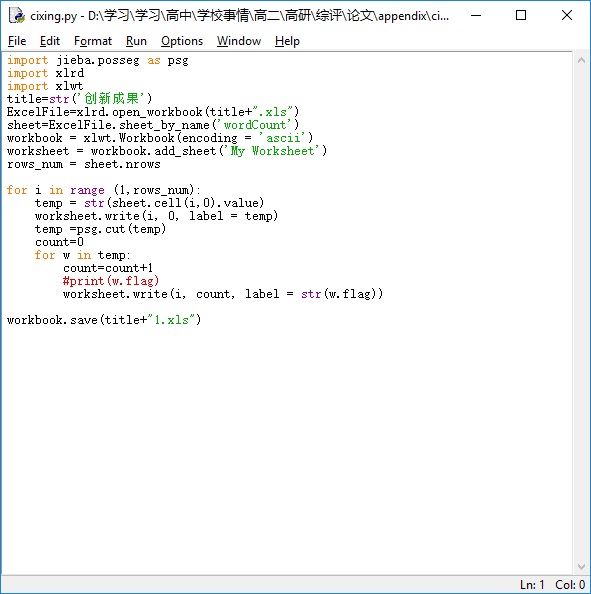 cixing.py - D:\学习\学习\高中\学校事情\高二\高研\综评\论文\appendix\ci...
File Edit Format Run Options Window Help
import jieba.posseg as psg
import xlrd
import xlwt
title=str('创新成果')
ExcelFile=xlrd.open_workbook(title+".xls")
sheet=ExcelFile.sheet_by_name('wordCount')
workbook = xlwt.Workbook(encoding = 'ascii')
worksheet = workbook.add_sheet('My Worksheet')
rows_num = sheet.nrows

for i in range (1,rows_num):
    temp = str(sheet.cell(i,0).value)
    worksheet.write(i, 0, label = temp)
    temp =psg.cut(temp)
    count=0
    for w in temp:
        count=count+1
        #print(w.flag)
        worksheet.write(i, count, label = str(w.flag))

workbook.save(title+"1.xls")
Ln: 1 Col: 0